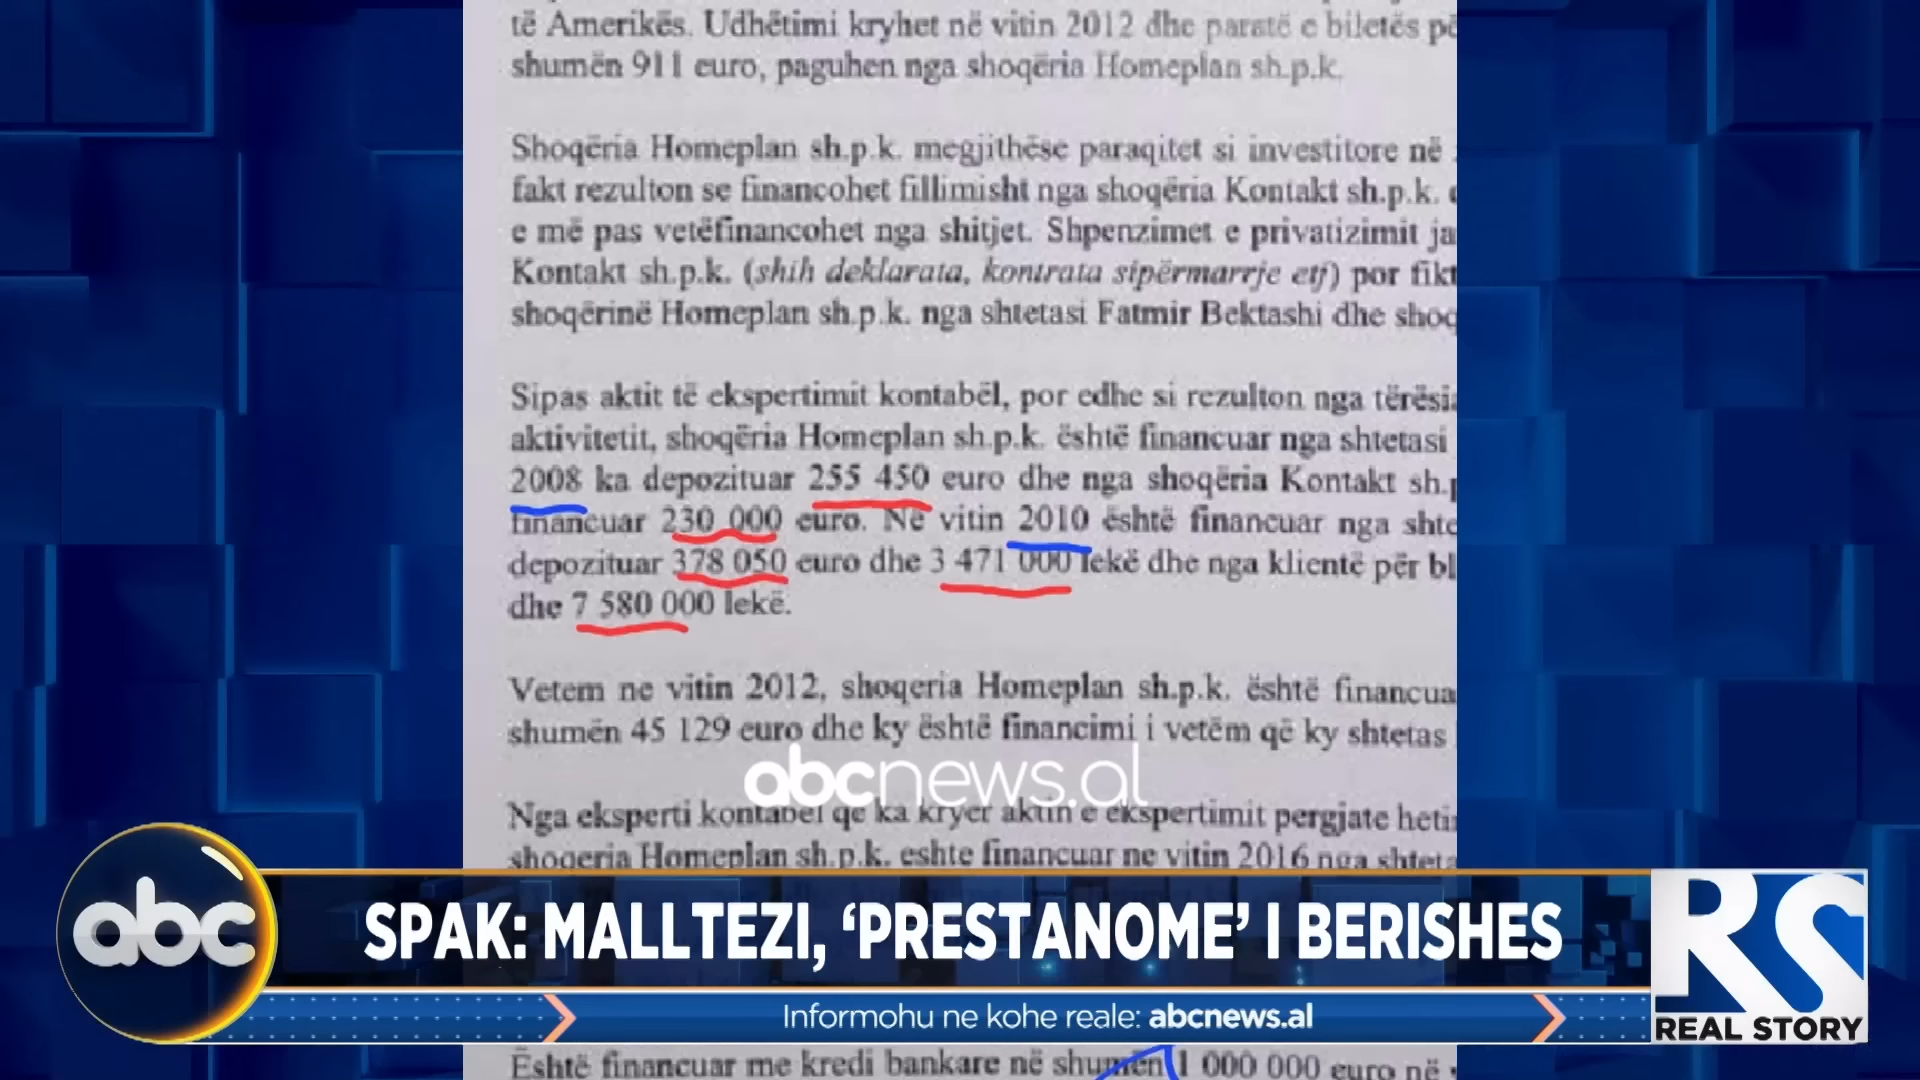 të Amerikës. Udhëtimi kryhet në vitin 2012 dhe paratë e biletës
shumën 911 euro, paguhen nga shoqëria Homeplan sh.p.k.
Shoqëria Homeplan sh.p.k. megjithëse paraqitet si investitore në
fakt rezulton se financohet fillimisht nga shoqëria Kontakt sh.p.k.
e më pas vetëfinancohet nga shitjet. Shpenzimet e privatizimit
Kontakt sh.p.k. (shih deklarata, kontrata sipërmarrje etj) por
shoqërinë Homeplan sh.p.k. nga shtetasi Fatmir Bektashi dhe
Sipas aktit të ekspertimit kontabël, por edhe si rezulton nga
aktivitetit, shoqëria Homeplan sh.p.k. është financuar nga shtetasi
2008 ka depozituar 255 450 euro dhe nga shoqëria Kontakt
financuar 230 000 euro. Në vitin 2010 është financuar nga
depozituar 378 050 euro dhe 3 471 000 lekë dhe nga klientë për
dhe 7 580 000 lekë.
Vetem ne vitin 2012, shoqeria Homeplan sh.p.k. është
shumën 45 129 euro dhe ky është financimi i vetëm që ky shtetas
abcnews.al
Nga eksperti kontabel qe ka kryer aktin e ekspertimit pergjate
shoqeria Homeplan sh.p.k. eshte financuar ne vitin 2016 nga
abc
SPAK: MALLTEZI, ‘PRESTANOME’ I BERISHES
RS
Informohu ne kohe reale: abcnews.al
REAL STORY
Është financuar me kredi bankare në shumën 1 000 000 euro në